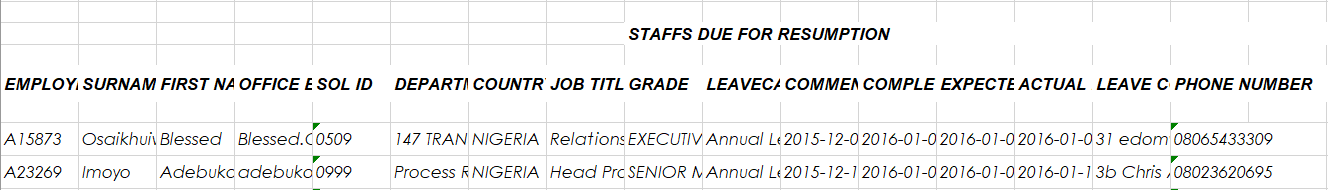 STAFFS DUE FOR RESUMPTION
EMPLOYE SURNAM FIRST NA OFFICE E SOL ID DEPARTM COUNTR JOB TITL GRADE LEAVECA COMMEN COMPLE EXPECTE ACTUAL LEAVE C PHONE NUMBER
A15873 Osaikhuiw Blessed Blessed.O 0509 147 TRAN NIGERIA Relations EXECUTIV Annual Le 2015-12-0 2016-01-0 2016-01-0 2016-01-0 31 edom 08065433309
A23269 Imoyo Adebuko adebuko 0999 Process R NIGERIA Head Pro SENIOR M Annual Le 2015-12-1 2016-01-0 2016-01-0 2016-01-1 3b Chris 08023620695